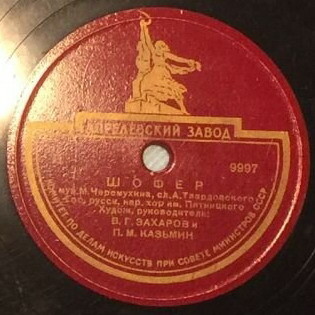 АПРЕЛЕВСКИЙ ЗАВОД
9997
ШОФЕР
муз. М. Черемухина, сл. А. Твардовского
Гос. русск. нар. хор им. Пятницкого
Худож. руководители:
В. Г. ЗАХАРОВ и
П. М. КАЗЬМИН
КОМИТЕТ ПО ДЕЛАМ ИСКУССТВ ПРИ СОВЕТЕ МИНИСТРОВ СССР